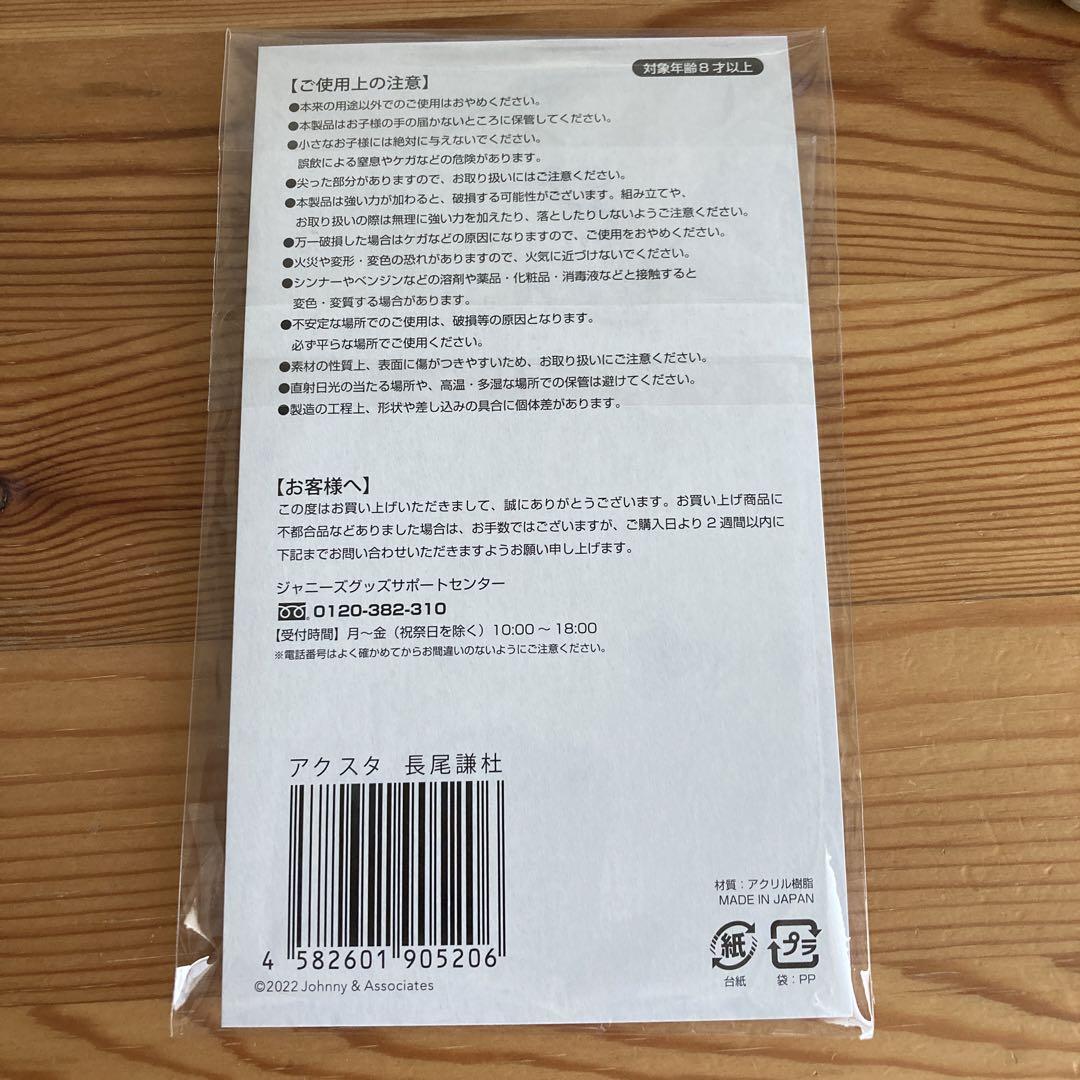 対象年齢8才以上
【ご使用上の注意】
●本来の用途以外でのご使用はおやめください。
●本製品はお子様の手の届かないところに保管してください。
●小さなお子様には絶対に与えないでください。
誤飲による窒息やケガなどの危険があります。
●尖った部分がありますので、お取り扱いにはご注意ください。
●本製品は強い力が加わると、破損する可能性がございます。組み立てや、
お取り扱いの際は無理に強い力を加えたり、落としたりしないようご注意ください。
●万一破損した場合はケガなどの原因になりますので、ご使用をおやめください。
●火災や変形・変色の恐れがありますので、火気に近づけないでください。
●シンナーやベンジンなどの溶剤や薬品・化粧品・消毒液などと接触すると
変色・変質する場合があります。
●不安定な場所でのご使用は、破損等の原因となります。
必ず平らな場所でご使用ください。
●素材の性質上、表面に傷がつきやすいため、お取り扱いにご注意ください。
●直射日光の当たる場所や、高温・多湿な場所での保管は避けてください。
●製造の工程上、形状や差し込みの具合に個体差があります。
【お客様へ】
この度はお買い上げいただきまして、誠にありがとうございます。お買い上げ商品に
不都合品などありました場合は、お手数ではございますが、ご購入日より2週間以内に
下記までお問い合わせいただきますようお願い申し上げます。
ジャニーズグッズサポートセンター
0120-382-310
【受付時間】月～金（祝祭日を除く）10:00～18:00
※電話番号はよく確かめてからお間違いのないようにご注意ください。
アクスタ 長尾謙杜
4 582601 905206
©2022 Johnny & Associates
材質：アクリル樹脂
MADE IN JAPAN
紙
台紙
プラ
袋：PP